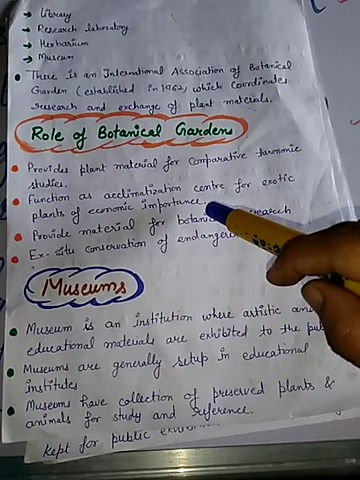 → Library
→ Research laboratory
→ Herbarium
→ Museum
• There is an International Association of Botanical
Garden (established in 1962, which coordinates
research and exchange of plant materials.
Role of Botanical Gardens
• Provides plant material for comparative taxonomic
studies.
• Function as acclimatization centre for exotic
plants of economic importance.
• Provide material for
• Ex-situ conservation of
Museums
• Museum is an institution where artistic and
educational materials are exhibited to the
• Museums are generally setup in educational
institutes
• Museums have collection of preserved plants &
animals for study and reference.
kept for public